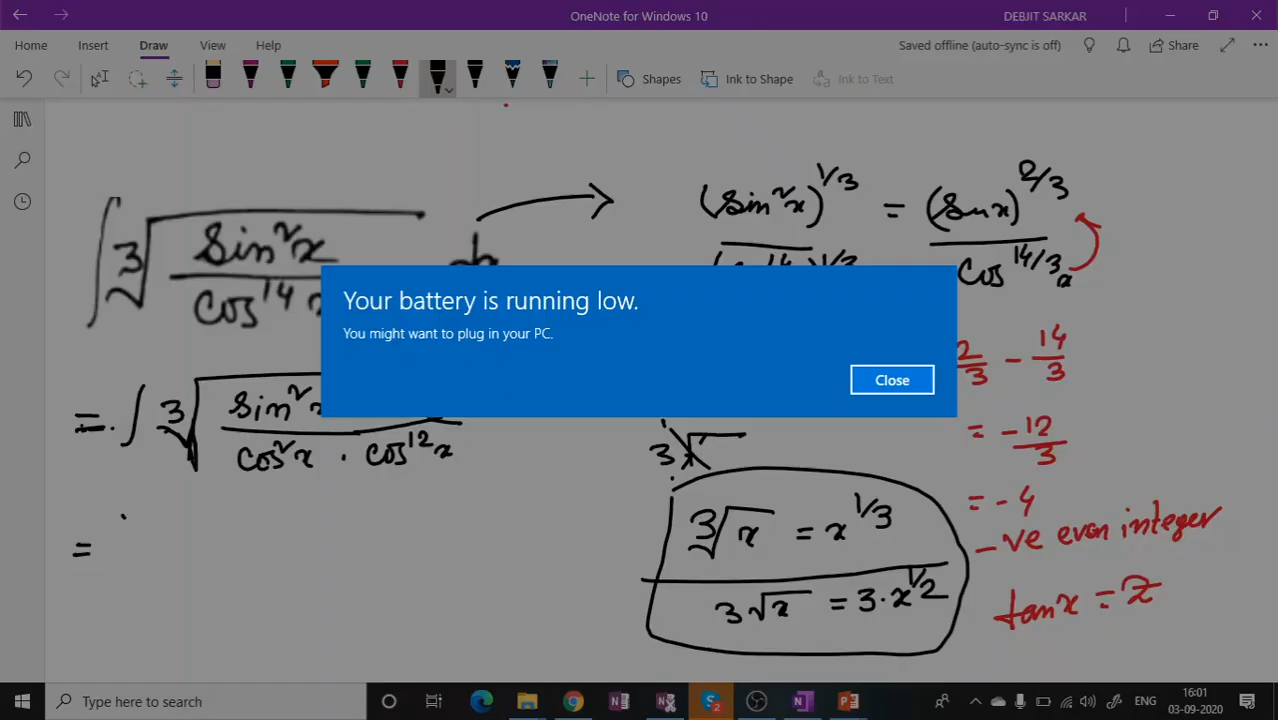 OneNote for Windows 10
DEBJIT SARKAR
Home Insert Draw View Help
Saved offline (auto-sync is off) Share
Shapes Ink to Shape Ink to Text
∫ ∛(sin²x / cos¹⁴
(sin²x)^1/3 = (sin x)^2/3
cos^14/3 x
Your battery is running low.
You might want to plug in your PC.
Close
2/3 - 14/3
= ∫ ∛(sin²x / cos²x . cos¹²x
= -12/3
= -4
-ve even integer
∛x = x^1/3
3√x = 3·x^1/2
tanx = z
=
Type here to search
ENG
16:01
03-09-2020